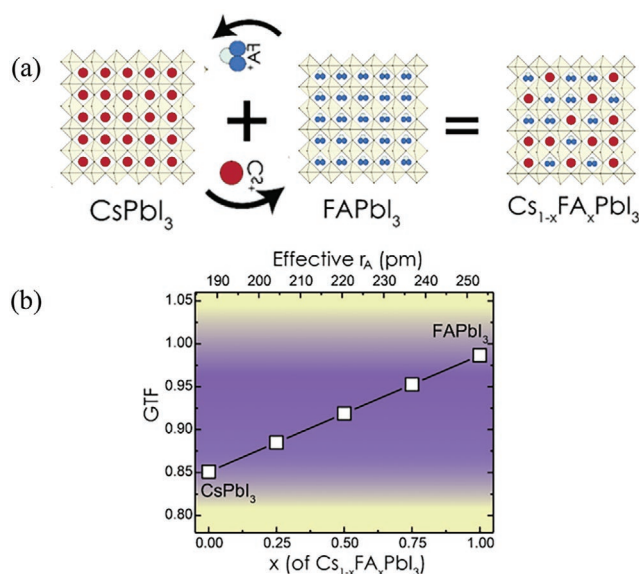 (a)
FA+
+
=
Cs+
CsPbI₃
FAPbI₃
Cs₁₋ₓFAₓPbI₃
(b)
Effective r_A (pm)
190 200 210 220 230 240 250
1.05
1.00
0.95
0.90
0.85
0.80
GTF
FAPbI₃
CsPbI₃
0.00 0.25 0.50 0.75 1.00
x (of Cs₁₋ₓFAₓPbI₃)